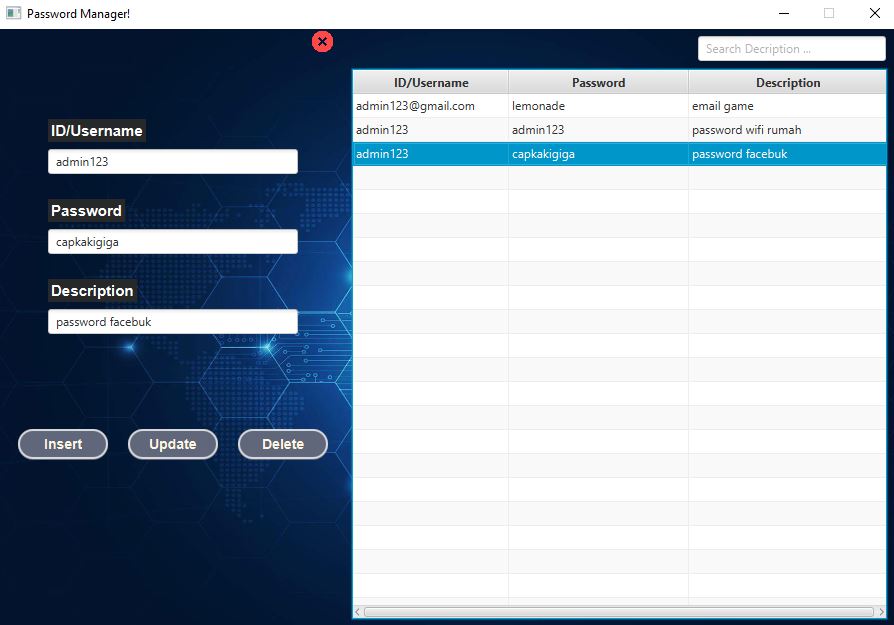 Password Manager!
Search Decription ...
ID/Username
admin123
Password
capkakigiga
Description
password facebuk
Insert Update Delete
ID/Username Password Description
admin123@gmail.com lemonade email game
admin123 admin123 password wifi rumah
admin123 capkakigiga password facebuk